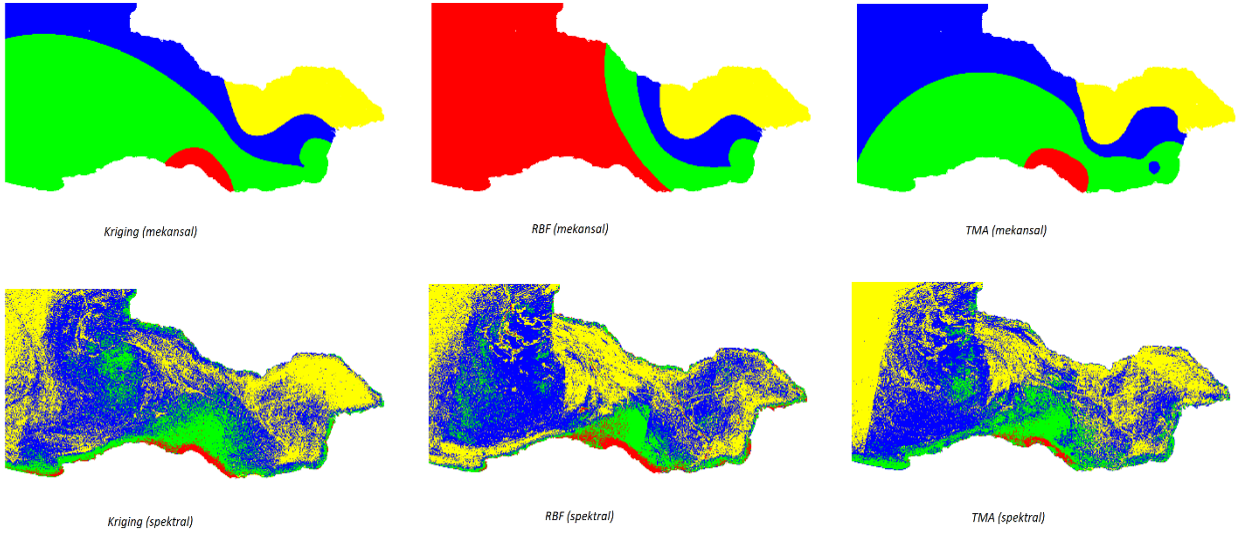 Kriging (mekansal)
RBF (mekansal)
TMA (mekansal)
Kriging (spektral)
RBF (spektral)
TMA (spektral)